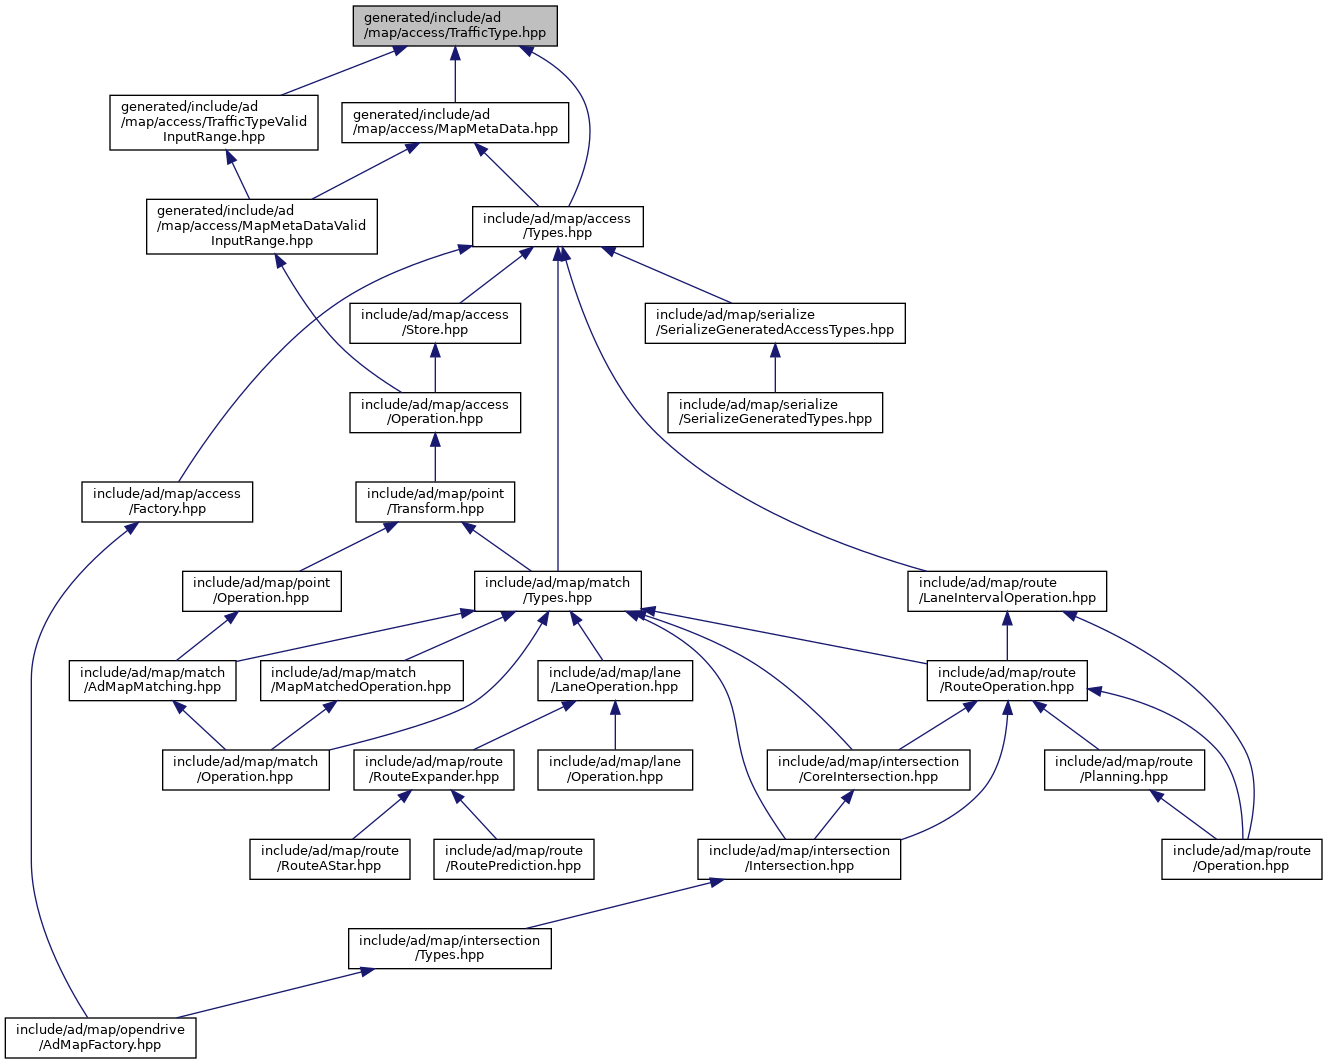 generated/include/ad
/map/access/TrafficType.hpp
generated/include/ad
/map/access/TrafficTypeValid
InputRange.hpp
generated/include/ad
/map/access/MapMetaData.hpp
generated/include/ad
/map/access/MapMetaDataValid
InputRange.hpp
include/ad/map/access
/Types.hpp
include/ad/map/access
/Store.hpp
include/ad/map/serialize
/SerializeGeneratedAccessTypes.hpp
include/ad/map/access
/Operation.hpp
include/ad/map/serialize
/SerializeGeneratedTypes.hpp
include/ad/map/access
/Factory.hpp
include/ad/map/point
/Transform.hpp
include/ad/map/point
/Operation.hpp
include/ad/map/match
/Types.hpp
include/ad/map/route
/LaneIntervalOperation.hpp
include/ad/map/match
/AdMapMatching.hpp
include/ad/map/match
/MapMatchedOperation.hpp
include/ad/map/lane
/LaneOperation.hpp
include/ad/map/route
/RouteOperation.hpp
include/ad/map/match
/Operation.hpp
include/ad/map/route
/RouteExpander.hpp
include/ad/map/lane
/Operation.hpp
include/ad/map/intersection
/CoreIntersection.hpp
include/ad/map/route
/Planning.hpp
include/ad/map/route
/RouteAStar.hpp
include/ad/map/route
/RoutePrediction.hpp
include/ad/map/intersection
/Intersection.hpp
include/ad/map/route
/Operation.hpp
include/ad/map/intersection
/Types.hpp
include/ad/map/opendrive
/AdMapFactory.hpp